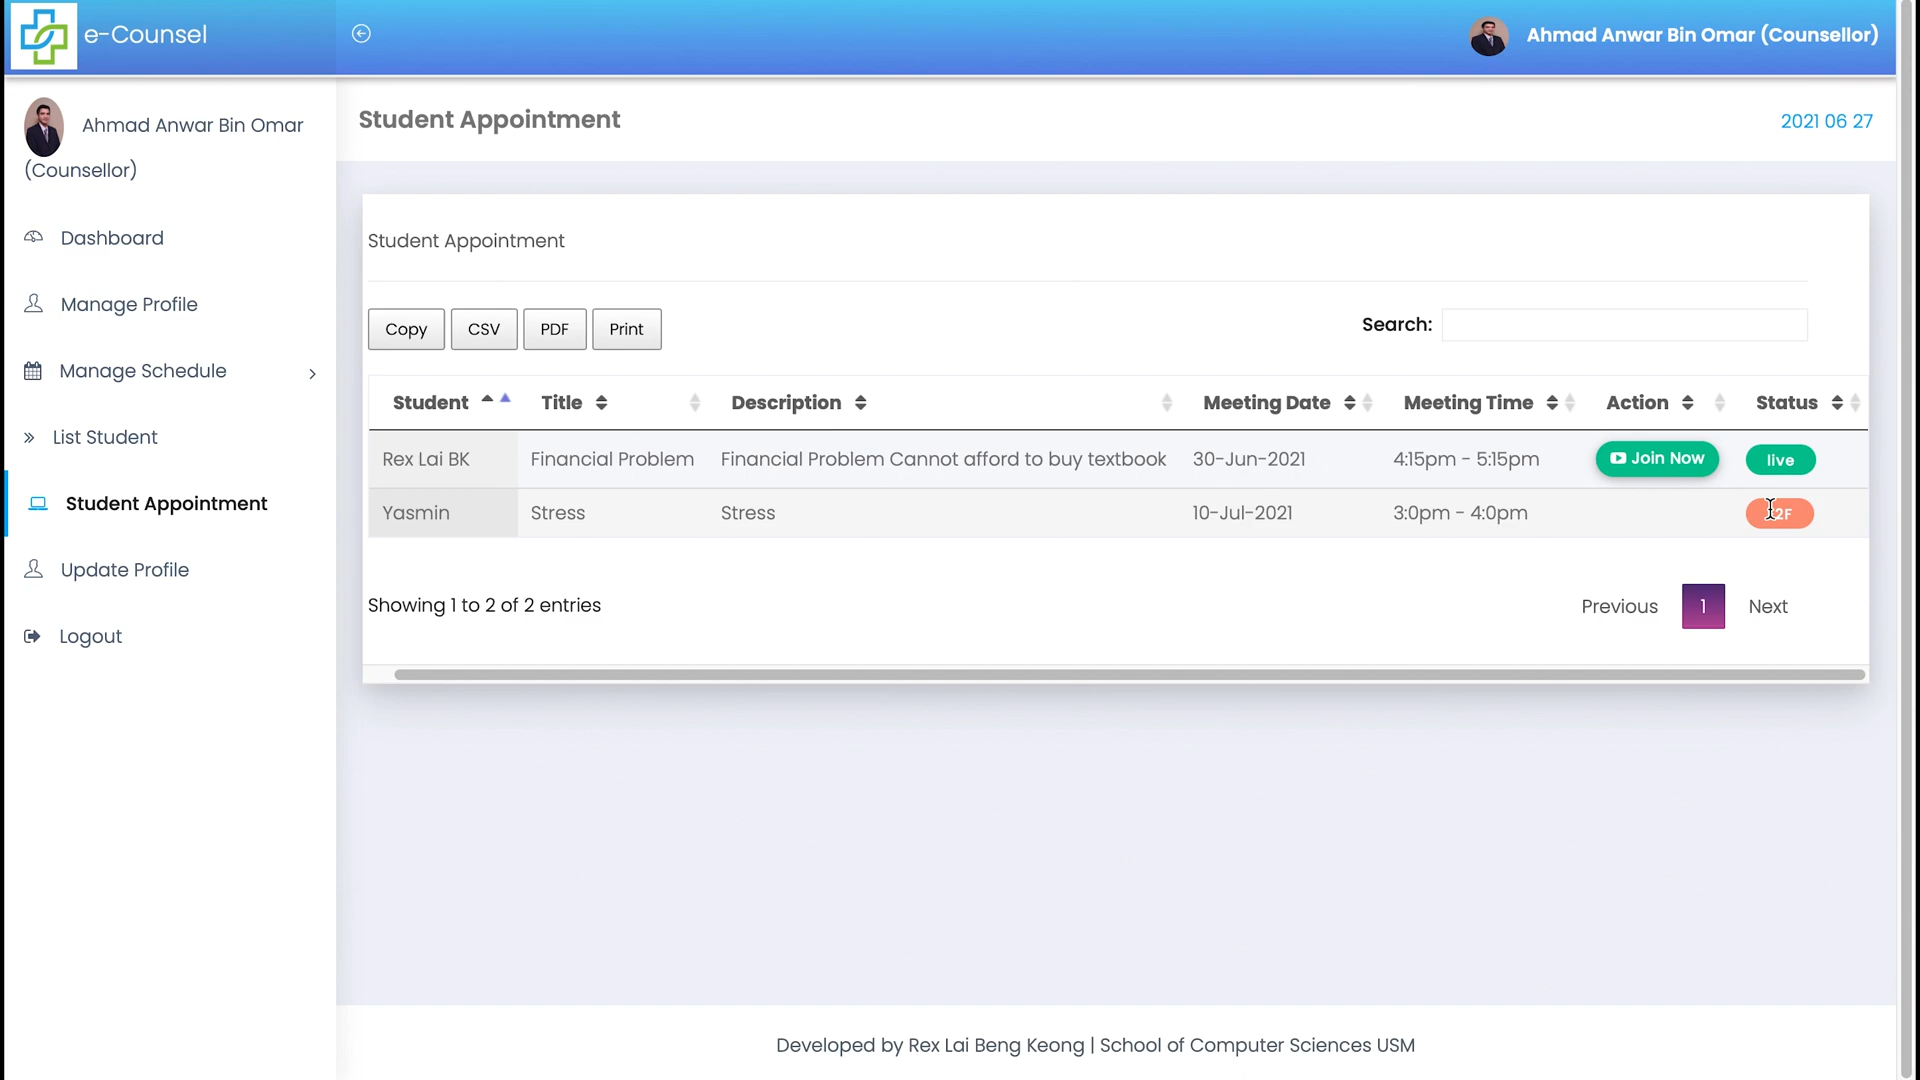 e-Counsel
Ahmad Anwar Bin Omar (Counsellor)
Ahmad Anwar Bin Omar
(Counsellor)
Dashboard
Manage Profile
Manage Schedule
List Student
Student Appointment
Update Profile
Logout
Student Appointment
2021 06 27
Student Appointment
Copy CSV PDF Print
Search:
Student Title Description Meeting Date Meeting Time Action Status
Rex Lai BK Financial Problem Financial Problem Cannot afford to buy textbook 30-Jun-2021 4:15pm - 5:15pm Join Now live
Yasmin Stress Stress 10-Jul-2021 3:0pm - 4:0pm
Showing 1 to 2 of 2 entries
Previous 1 Next
Developed by Rex Lai Beng Keong | School of Computer Sciences USM